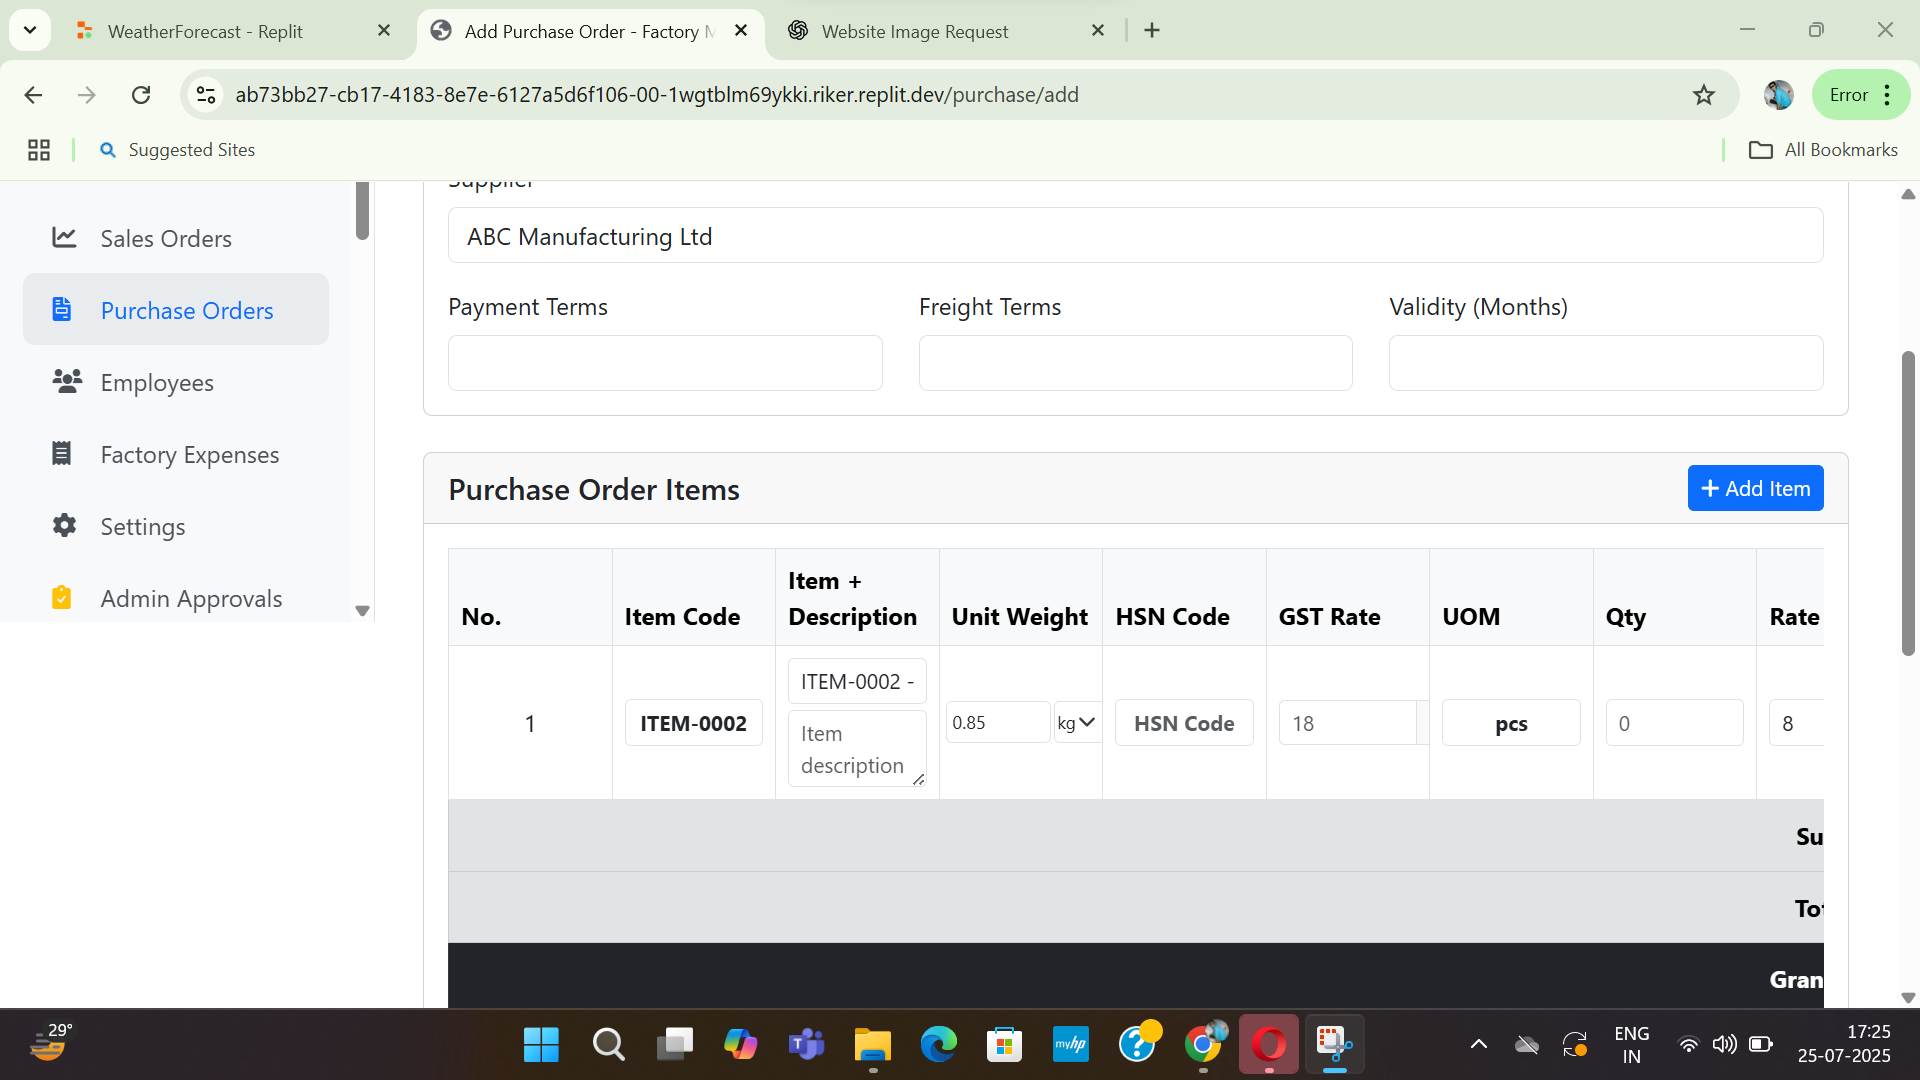 WeatherForecast - Replit
Add Purchase Order - Factory M
Website Image Request
ab73bb27-cb17-4183-8e7e-6127a5d6f106-00-1wgtblm69ykki.riker.replit.dev/purchase/add
Error
Suggested Sites
All Bookmarks
Sales Orders
Purchase Orders
Employees
Factory Expenses
Settings
Admin Approvals
Supplier
ABC Manufacturing Ltd
Payment Terms
Freight Terms
Validity (Months)
Purchase Order Items
+ Add Item
No.
Item Code
Item +
Description
Unit Weight
HSN Code
GST Rate
UOM
Qty
Rate
1
ITEM-0002
ITEM-0002 -
Item
description
0.85
kg
HSN Code
18
pcs
0
8
Su
Tot
Gran
29°
myhp
ENG
IN
17:25
25-07-2025